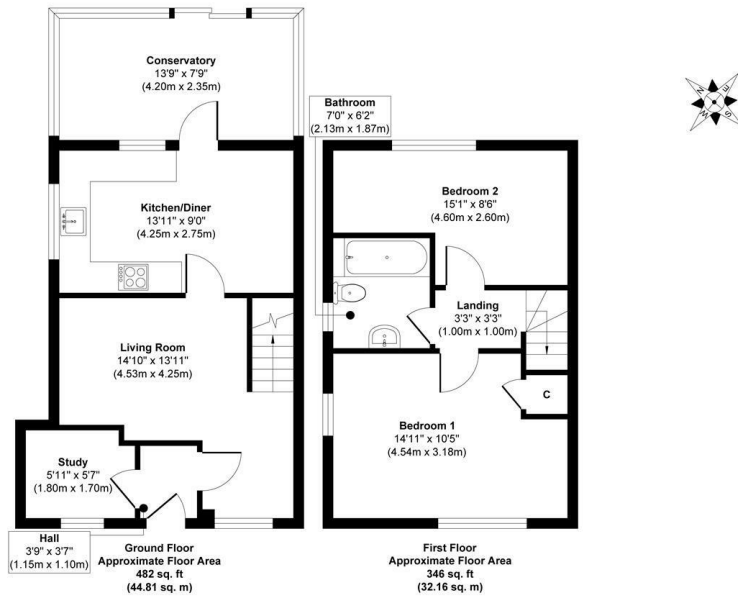 Conservatory
13'9" x 7'9"
(4.20m x 2.35m)
Kitchen/Diner
13'11" x 9'0"
(4.25m x 2.75m)
Living Room
14'10" x 13'11"
(4.53m x 4.25m)
Study
5'11" x 5'7"
(1.80m x 1.70m)
Hall
3'9" x 3'7"
(1.15m x 1.10m)
Ground Floor
Approximate Floor Area
482 sq. ft
(44.81 sq. m)
Bathroom
7'0" x 6'2"
(2.13m x 1.87m)
Bedroom 2
15'1" x 8'6"
(4.60m x 2.60m)
Landing
3'3" x 3'3"
(1.00m x 1.00m)
C
Bedroom 1
14'11" x 10'5"
(4.54m x 3.18m)
First Floor
Approximate Floor Area
346 sq. ft
(32.16 sq. m)
N
E
W
S